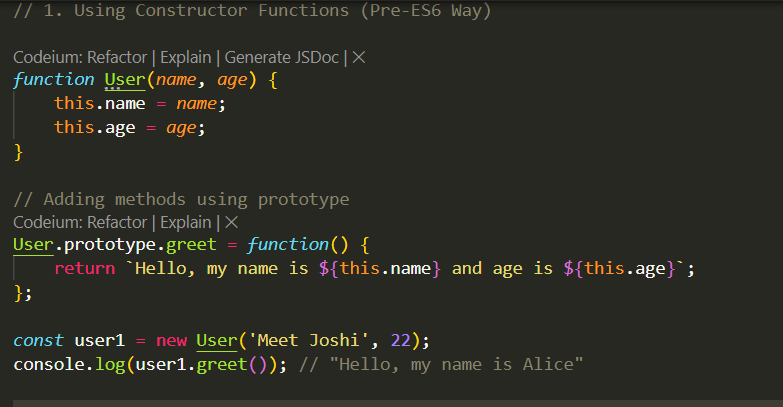 // 1. Using Constructor Functions (Pre-ES6 Way)
Codeium: Refactor | Explain | Generate JSDoc | ✕
function User(name, age) {
    this.name = name;
    this.age = age;
}
// Adding methods using prototype
Codeium: Refactor | Explain | ✕
User.prototype.greet = function() {
    return `Hello, my name is ${this.name} and age is ${this.age}`;
};
const user1 = new User('Meet Joshi', 22);
console.log(user1.greet()); // "Hello, my name is Alice"